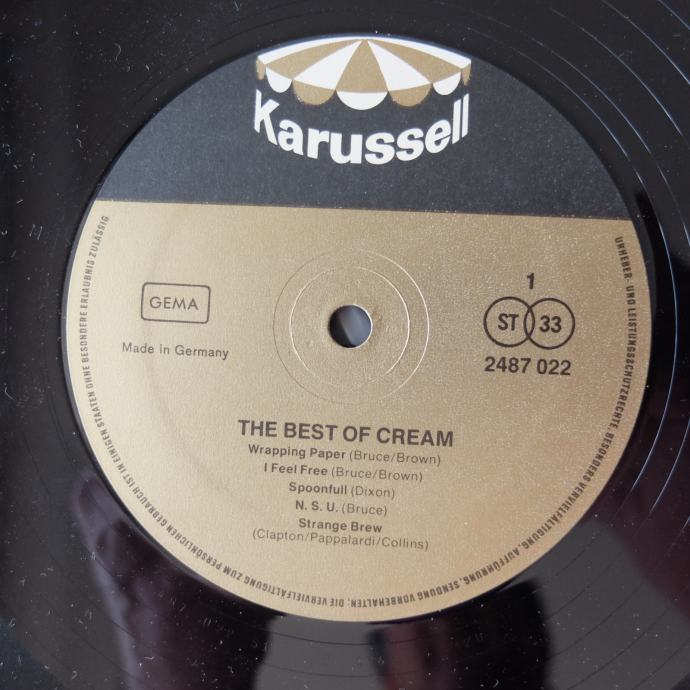 Karussell
GEMA
Made in Germany
1
ST 33
2487 022
THE BEST OF CREAM
Wrapping Paper (Bruce/Brown)
I Feel Free (Bruce/Brown)
Spoonfull (Dixon)
N. S. U. (Bruce)
Strange Brew
(Clapton/Pappalardi/Collins)
URHEBER- UND LEISTUNGSSCHUTZRECHTE, BESONDERS VERVIELFÄLTIGUNG, AUFFÜHRUNG, SENDUNG VORBEHALTEN; DIE VERVIELFÄLTIGUNG ZUM PERSÖNLICHEN GEBRAUCH IST IN EINIGEN STAATEN OHNE BESONDERE ERLAUBNIS ZULÄSSIG